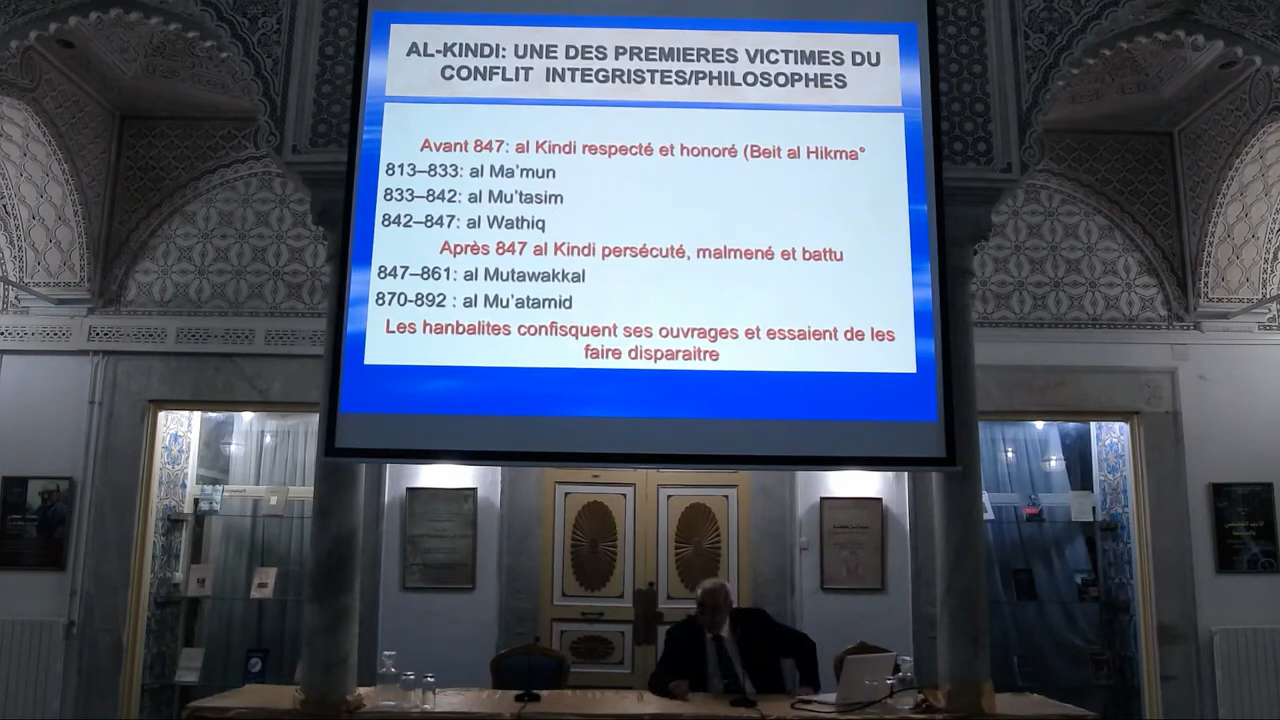 AL-KINDI: UNE DES PREMIERES VICTIMES DU
CONFLIT INTEGRISTES/PHILOSOPHES
Avant 847: al Kindi respecté et honoré (Beit al Hikma°
813–833: al Ma'mun
833–842: al Mu'tasim
842–847: al Wathiq
Après 847 al Kindi persécuté, malmené et battu
847–861: al Mutawakkal
870-892 : al Mu'atamid
Les hanbalites confisquent ses ouvrages et essaient de les
faire disparaitre